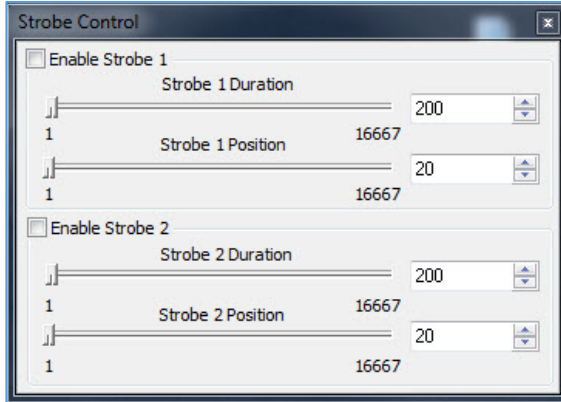 Strobe Control
Enable Strobe 1
Strobe 1 Duration
200
1 16667
Strobe 1 Position
20
1 16667
Enable Strobe 2
Strobe 2 Duration
200
1 16667
Strobe 2 Position
20
1 16667